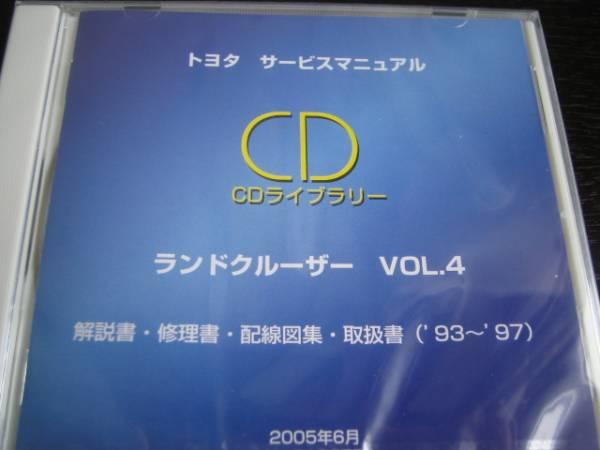 トヨタ　サービスマニュアル
CD
CDライブラリー
ランドクルーザー　VOL.4
解説書・修理書・配線図集・取扱書（'93～'97）
2005年6月